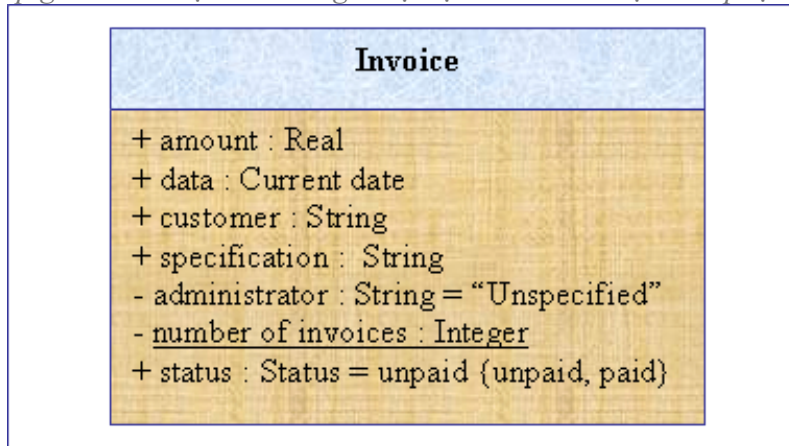 Invoice
+ amount : Real
+ data : Current date
+ customer : String
+ specification : String
- administrator : String = “Unspecified”
- number of invoices : Integer
+ status : Status = unpaid {unpaid, paid}